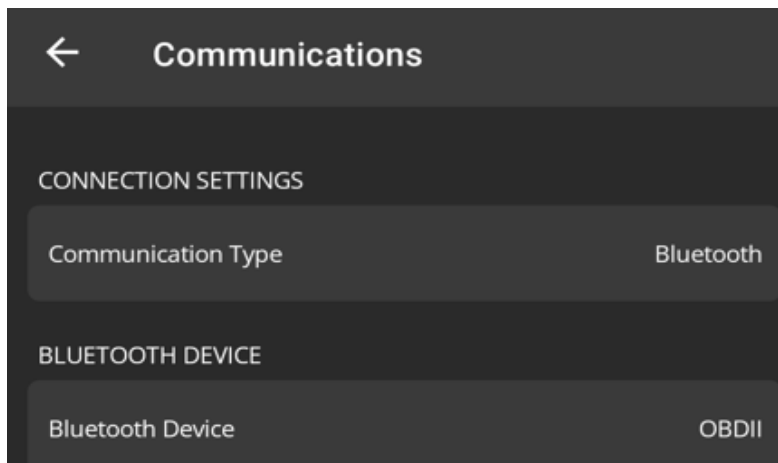 Communications
CONNECTION SETTINGS
Communication Type Bluetooth
BLUETOOTH DEVICE
Bluetooth Device OBDII